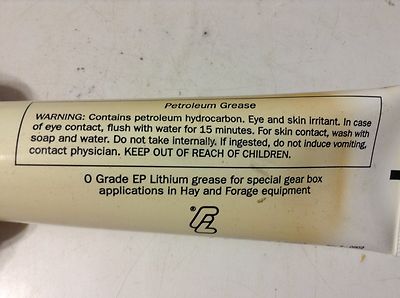 Petroleum Grease
WARNING: Contains petroleum hydrocarbon. Eye and skin irritant. In case
of eye contact, flush with water for 15 minutes. For skin contact, wash with
soap and water. Do not take internally. If ingested, do not induce vomiting,
contact physician. KEEP OUT OF REACH OF CHILDREN.
O Grade EP Lithium grease for special gear box
applications in Hay and Forage equipment
®